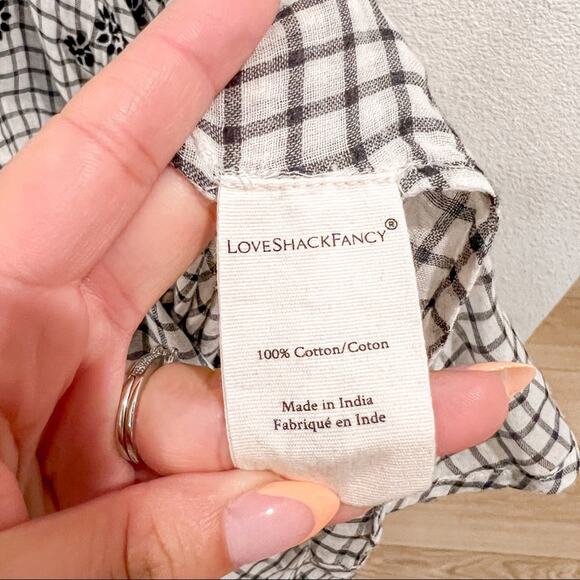 LOVESHACKFANCY®
100% Cotton/Coton
Made in India
Fabriqué en Inde